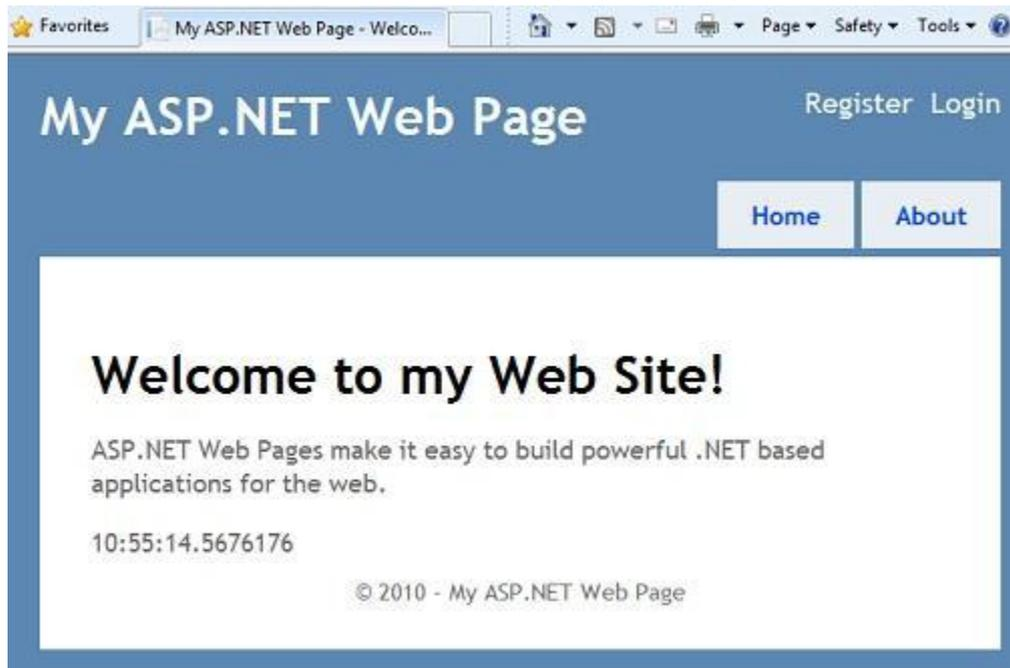 Favorites
My ASP.NET Web Page - Welco...
Page
Safety
Tools
My ASP.NET Web Page
Register Login
Home
About
Welcome to my Web Site!
ASP.NET Web Pages make it easy to build powerful .NET based
applications for the web.
10:55:14.5676176
© 2010 - My ASP.NET Web Page